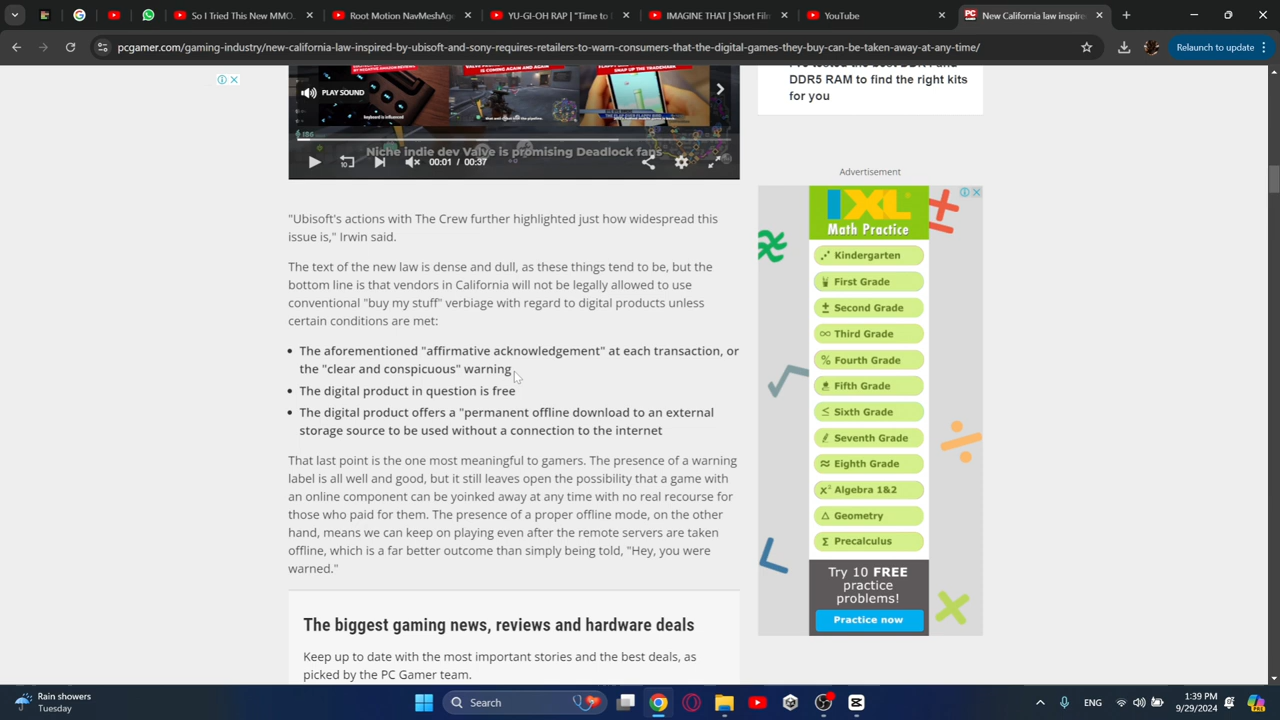 So I Tried This New MMO.
Root Motion NavMeshAge
YU-GI-OH RAP | "Time to
IMAGINE THAT | Short Film
YouTube
New California law inspire
pcgamer.com/gaming-industry/new-california-law-inspired-by-ubisoft-and-sony-requires-retailers-to-warn-consumers-that-the-digital-games-they-buy-can-be-taken-away-at-any-time/
Relaunch to update
PLAY SOUND
Niche indie dev Valve is promising Deadlock fans
10
00:01 / 00:37
DDR5 RAM to find the right kits
for you
Advertisement
"Ubisoft's actions with The Crew further highlighted just how widespread this
issue is," Irwin said.
The text of the new law is dense and dull, as these things tend to be, but the
bottom line is that vendors in California will not be legally allowed to use
conventional "buy my stuff" verbiage with regard to digital products unless
certain conditions are met:
The aforementioned "affirmative acknowledgement" at each transaction, or
the "clear and conspicuous" warning
The digital product in question is free
The digital product offers a "permanent offline download to an external
storage source to be used without a connection to the internet
That last point is the one most meaningful to gamers. The presence of a warning
label is all well and good, but it still leaves open the possibility that a game with
an online component can be yoinked away at any time with no real recourse for
those who paid for them. The presence of a proper offline mode, on the other
hand, means we can keep on playing even after the remote servers are taken
offline, which is a far better outcome than simply being told, "Hey, you were
warned."
The biggest gaming news, reviews and hardware deals
Keep up to date with the most important stories and the best deals, as
picked by the PC Gamer team.
IXL
Math Practice
Kindergarten
First Grade
Second Grade
Third Grade
Fourth Grade
Fifth Grade
Sixth Grade
Seventh Grade
Eighth Grade
Algebra 1&2
Geometry
Precalculus
Try 10 FREE
practice
problems!
Practice now
Rain showers
Tuesday
Search
ENG
1:39 PM
9/29/2024